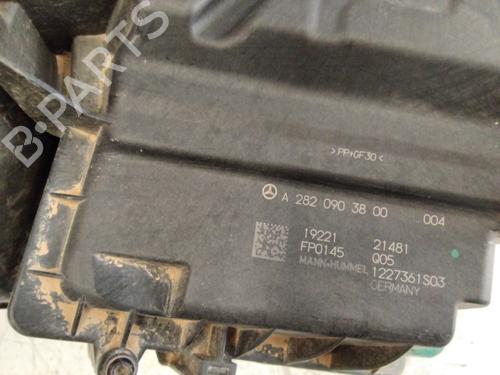 B-PARTS
>PP+GF30<
A 282 090 38 00 004
19221 21481
FP0145 Q05
MANN+HUMMEL 1227361S03
GERMANY